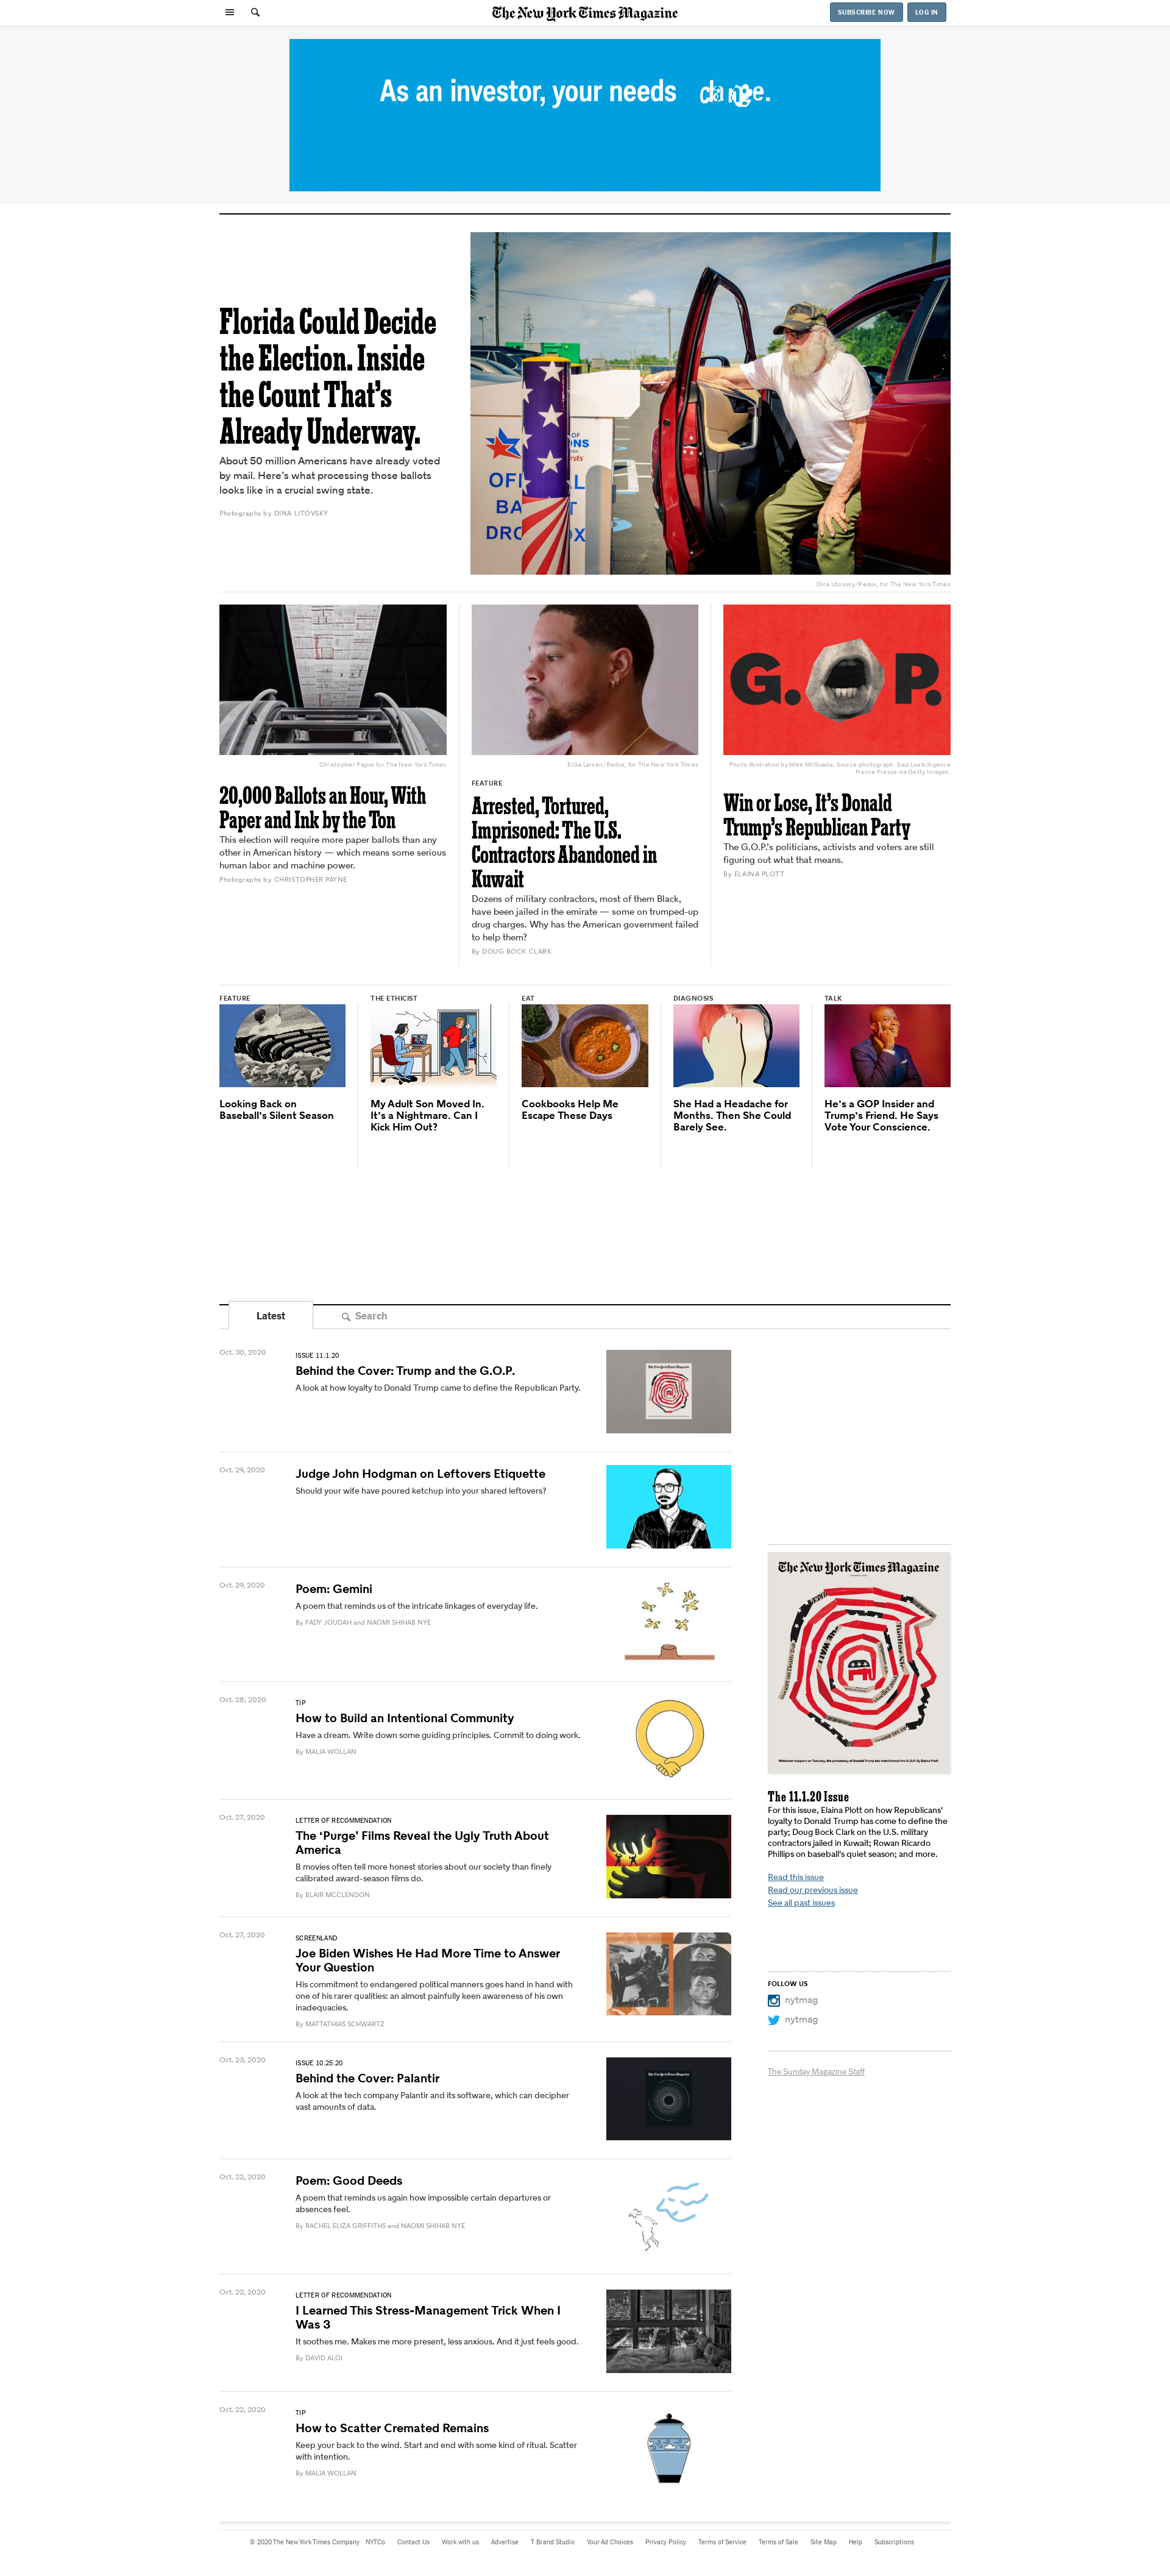 The New York Times Magazine
SUBSCRIBE NOW
LOG IN
As an investor, your needs
Florida Could Decide
the Election. Inside
the Count That’s
Already Underway.
About 50 million Americans have already voted
by mail. Here’s what processing those ballots
looks like in a crucial swing state.
Photographs by DINA LITOVSKY
Dina Litovsky/Redux, for The New York Times
Christopher Payne for The New York Times
20,000 Ballots an Hour, With
Paper and Ink by the Ton
This election will require more paper ballots than any
other in American history — which means some serious
human labor and machine power.
Photographs by CHRISTOPHER PAYNE
Erika Larsen/Redux, for The New York Times
FEATURE
Arrested, Tortured,
Imprisoned: The U.S.
Contractors Abandoned in
Kuwait
Dozens of military contractors, most of them Black,
have been jailed in the emirate — some on trumped-up
drug charges. Why has the American government failed
to help them?
By DOUG BOCK CLARK
G. P.
Photo illustration by Mike McQuade. Source photograph: Saul Loeb/Agence
France Presse via Getty Images.
Win or Lose, It’s Donald
Trump’s Republican Party
The G.O.P.’s politicians, activists and voters are still
figuring out what that means.
By ELAINA PLOTT
FEATURE
Looking Back on
Baseball’s Silent Season
THE ETHICIST
My Adult Son Moved In.
It’s a Nightmare. Can I
Kick Him Out?
EAT
Cookbooks Help Me
Escape These Days
DIAGNOSIS
She Had a Headache for
Months. Then She Could
Barely See.
TALK
He’s a GOP Insider and
Trump’s Friend. He Says
Vote Your Conscience.
Latest
Search
Oct. 30, 2020
ISSUE 11.1.20
Behind the Cover: Trump and the G.O.P.
A look at how loyalty to Donald Trump came to define the Republican Party.
Oct. 29, 2020
Judge John Hodgman on Leftovers Etiquette
Should your wife have poured ketchup into your shared leftovers?
Oct. 29, 2020
Poem: Gemini
A poem that reminds us of the intricate linkages of everyday life.
By FADY JOUDAH and NAOMI SHIHAB NYE
Oct. 28, 2020
TIP
How to Build an Intentional Community
Have a dream. Write down some guiding principles. Commit to doing work.
By MALIA WOLLAN
Oct. 27, 2020
LETTER OF RECOMMENDATION
The ‘Purge’ Films Reveal the Ugly Truth About
America
B movies often tell more honest stories about our society than finely
calibrated award-season films do.
By BLAIR MCCLENDON
Oct. 27, 2020
SCREENLAND
Joe Biden Wishes He Had More Time to Answer
Your Question
His commitment to endangered political manners goes hand in hand with
one of his rarer qualities: an almost painfully keen awareness of his own
inadequacies.
By MATTATHIAS SCHWARTZ
Oct. 23, 2020
ISSUE 10.25.20
Behind the Cover: Palantir
A look at the tech company Palantir and its software, which can decipher
vast amounts of data.
Oct. 22, 2020
Poem: Good Deeds
A poem that reminds us again how impossible certain departures or
absences feel.
By RACHEL ELIZA GRIFFITHS and NAOMI SHIHAB NYE
Oct. 22, 2020
LETTER OF RECOMMENDATION
I Learned This Stress-Management Trick When I
Was 3
It soothes me. Makes me more present, less anxious. And it just feels good.
By DAVID ALOI
Oct. 22, 2020
TIP
How to Scatter Cremated Remains
Keep your back to the wind. Start and end with some kind of ritual. Scatter
with intention.
By MALIA WOLLAN
The New York Times Magazine
Whatever happens on Tuesday, the presidency of Donald Trump has transformed the G.O.P. By Elaina Plott
The 11.1.20 Issue
For this issue, Elaina Plott on how Republicans’
loyalty to Donald Trump has come to define the
party; Doug Bock Clark on the U.S. military
contractors jailed in Kuwait; Rowan Ricardo
Phillips on baseball’s quiet season; and more.
Read this issue
Read our previous issue
See all past issues
FOLLOW US
nytmag
nytmag
The Sunday Magazine Staff
© 2020 The New York Times Company NYTCo Contact Us Work with us Advertise T Brand Studio Your Ad Choices Privacy Policy Terms of Service Terms of Sale Site Map Help Subscriptions